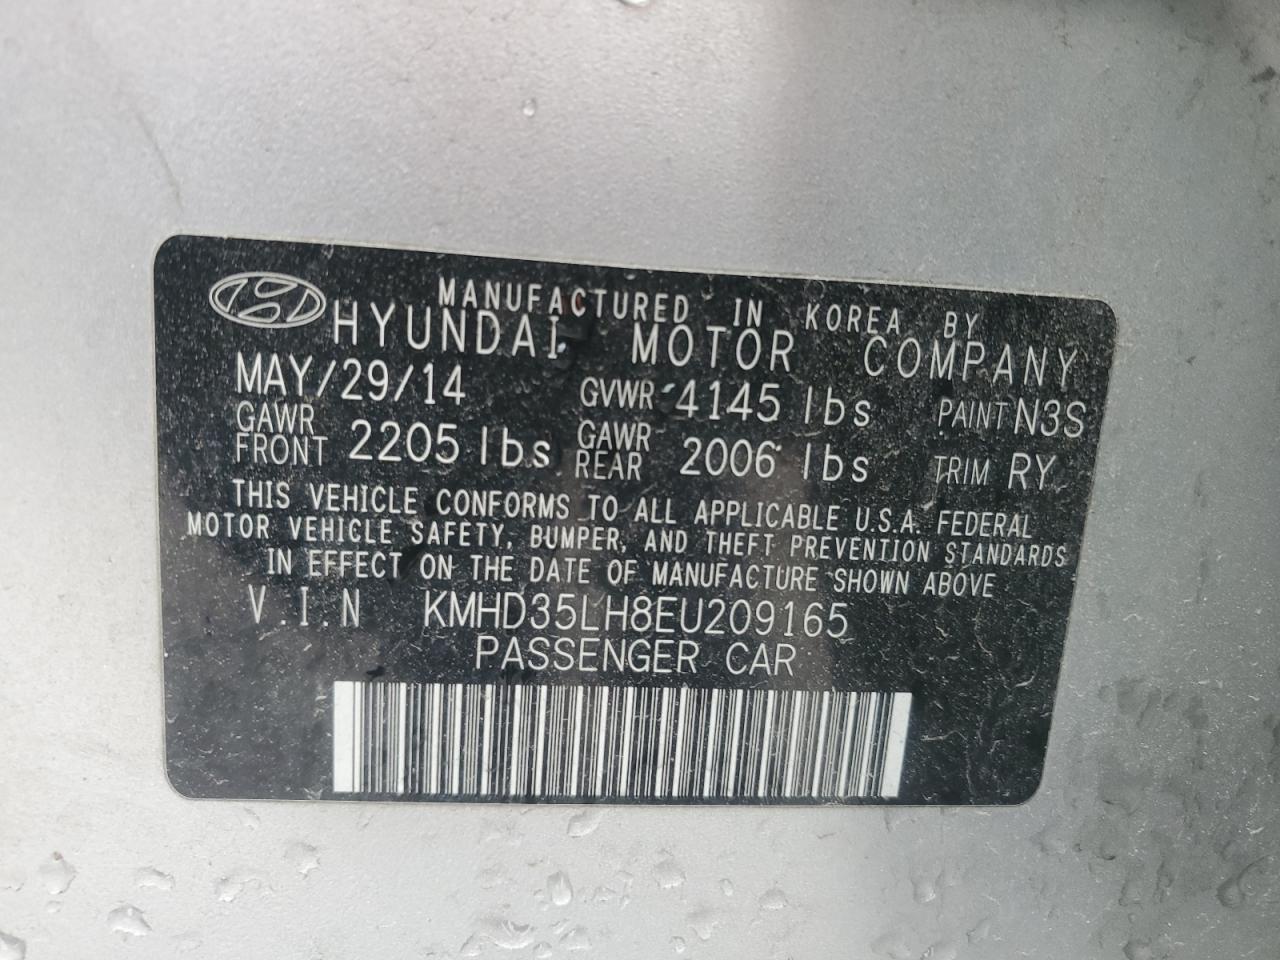 MANUFACTURED IN KOREA BY
HYUNDAI MOTOR COMPANY
MAY/29/14 GVWR 4145 lbs PAINT N3S
GAWR FRONT 2205 lbs GAWR REAR 2006 lbs TRIM RY
THIS VEHICLE CONFORMS TO ALL APPLICABLE U.S.A. FEDERAL
MOTOR VEHICLE SAFETY, BUMPER, AND THEFT PREVENTION STANDARDS
IN EFFECT ON THE DATE OF MANUFACTURE SHOWN ABOVE
V.I.N KMHD35LH8EU209165
PASSENGER CAR